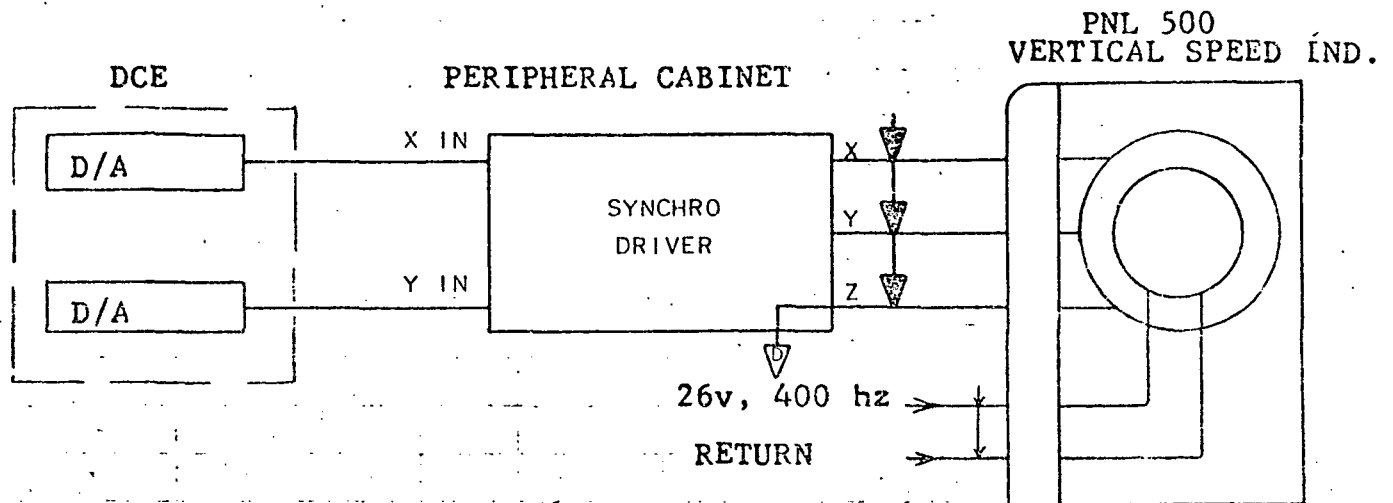 PNL 500
VERTICAL SPEED IND.
DCE
PERIPHERAL CABINET
D/A
X IN
X
SYNCHRO
DRIVER
Y
Y IN
Z
D/A
D
26v, 400 hz
RETURN